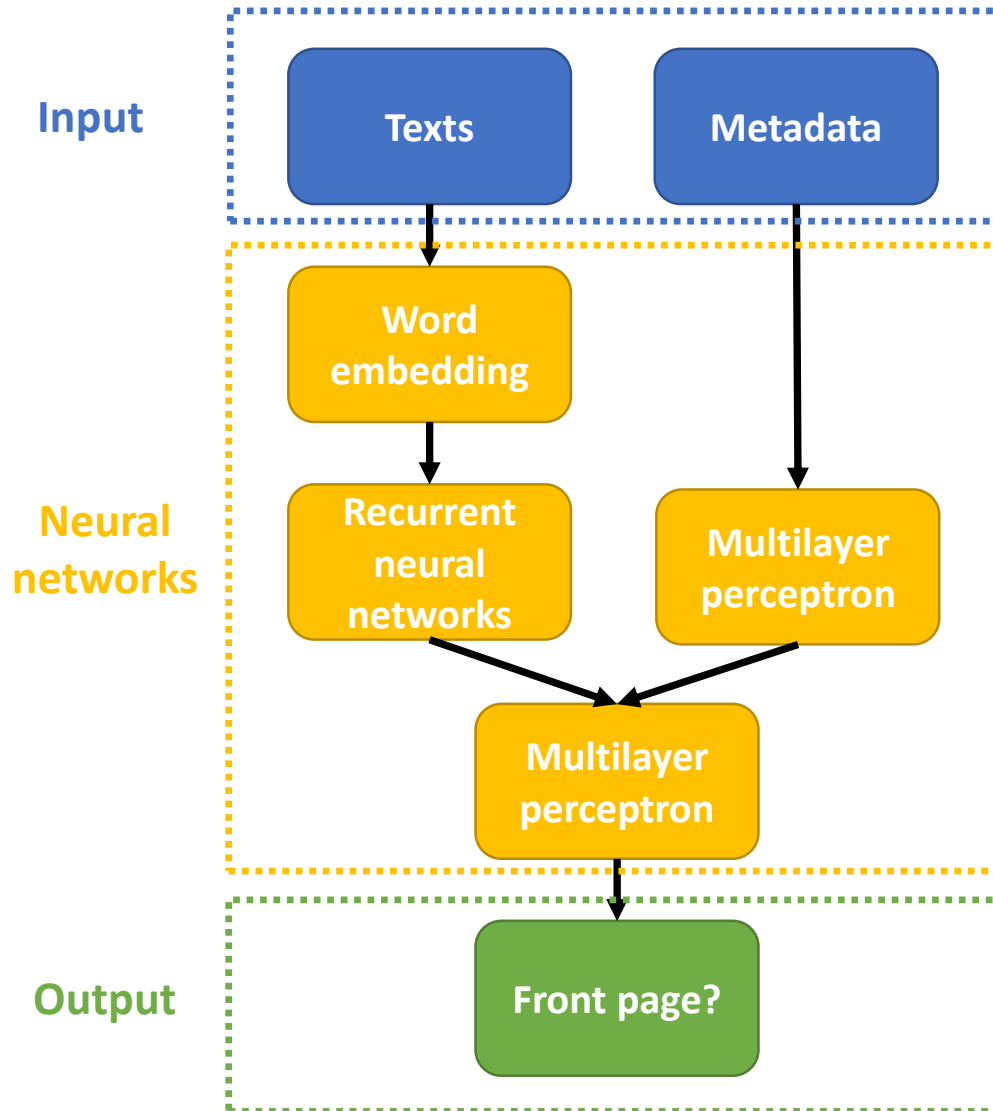 Input
Texts
Metadata
Word
embedding
Neural
networks
Recurrent
neural
networks
Multilayer
perceptron
Multilayer
perceptron
Output
Front page?